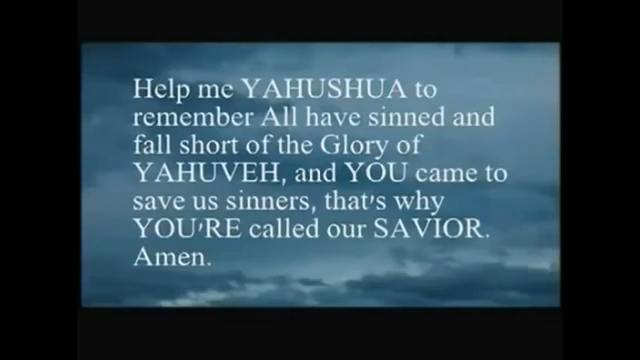 Help me YAHUSHUA to
remember All have sinned and
fall short of the Glory of
YAHUVEH, and YOU came to
save us sinners, that's why
YOU'RE called our SAVIOR.
Amen.